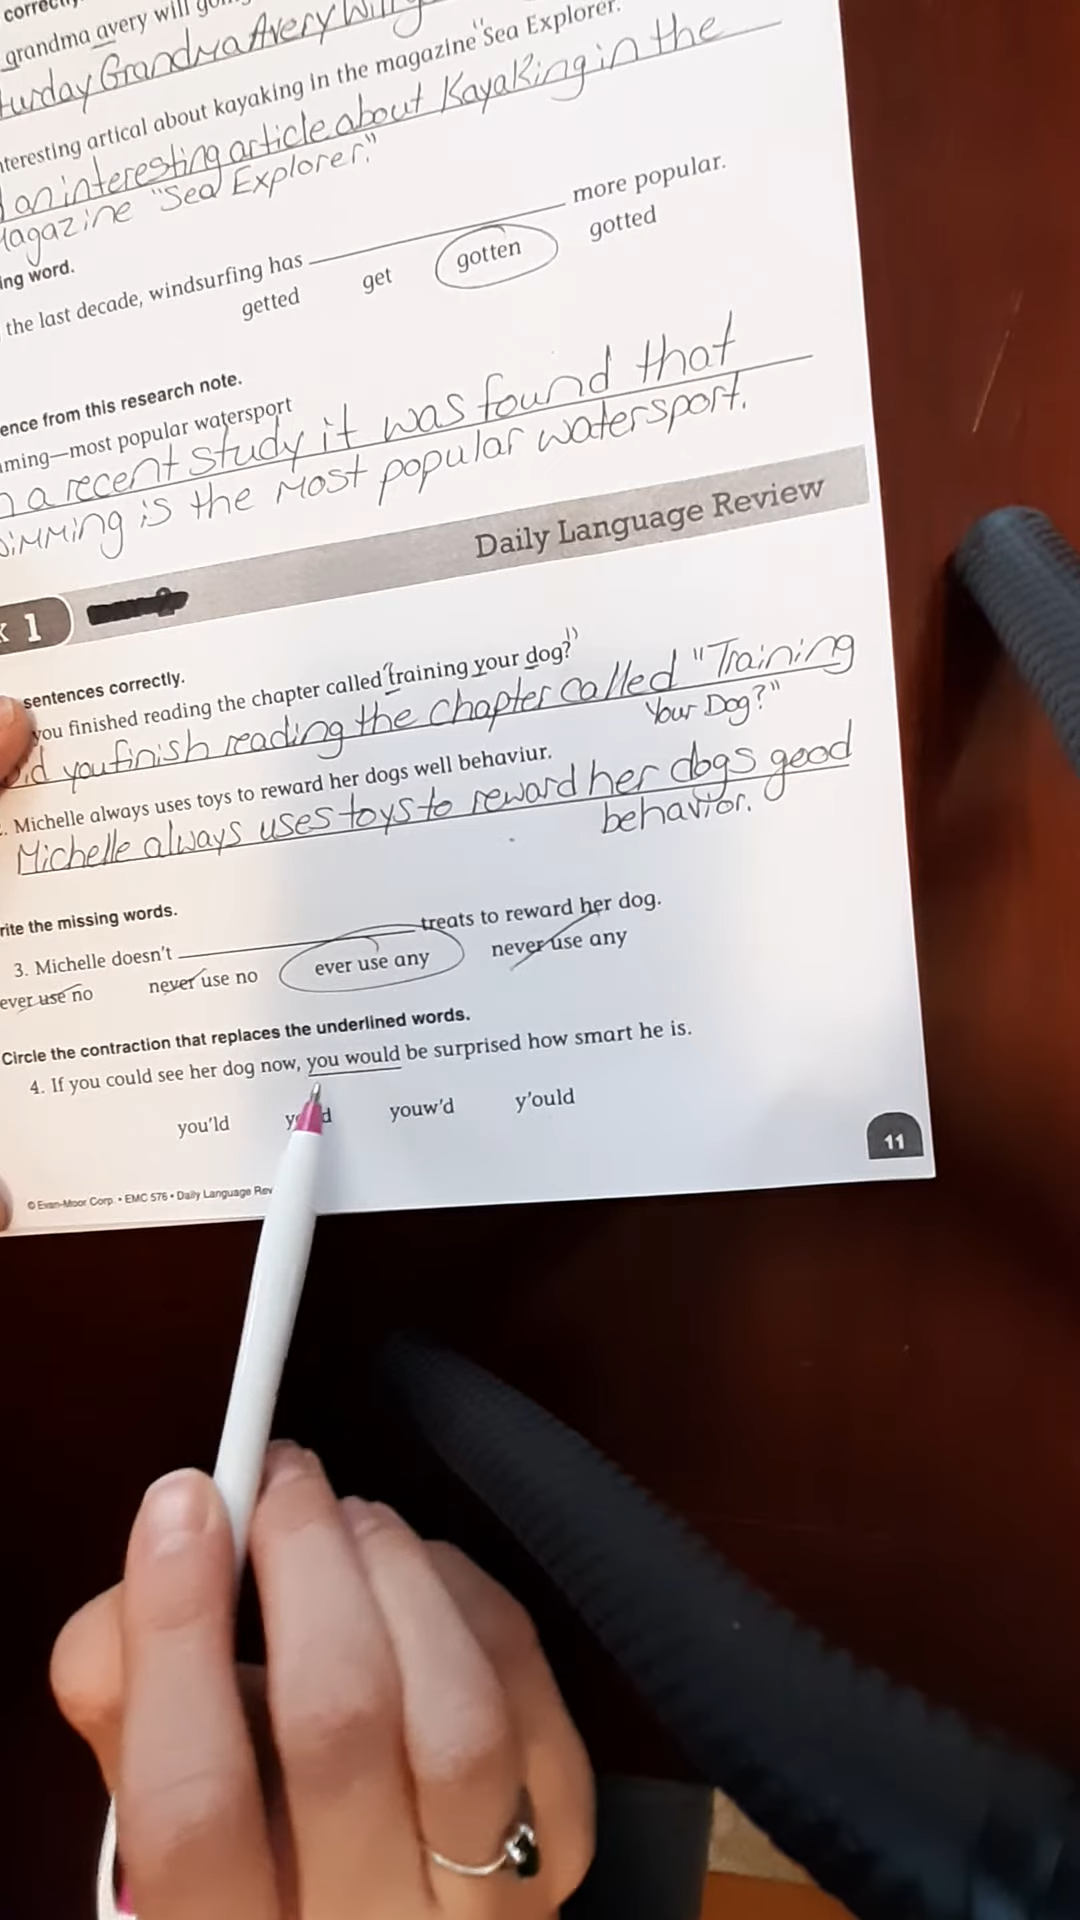 correctly.
grandma avery will
turday Grandma Avery Will
nteresting artical about kayaking in the magazine "Sea Explorer.
an interesting article about Kayaking in the
Magazine "Sea Explorer."
ing word.
the last decade, windsurfing has ____ more popular.
getted get gotten gotted
ence from this research note.
ming—most popular watersport
n a recent study it was found that
imming is the Most popular watersport.
Daily Language Review
K 1
sentences correctly.
you finished reading the chapter called "training your dog?"
id you finish reading the chapter called "Training
Your Dog?"
. Michelle always uses toys to reward her dogs well behaviur.
Michelle always uses toys to reward her dogs good
behavior.
rite the missing words.
3. Michelle doesn't ____ treats to reward her dog.
ever use no never use no ever use any never use any
Circle the contraction that replaces the underlined words.
4. If you could see her dog now, you would be surprised how smart he is.
you'ld youw'd y'ould
11
© Evan-Moor Corp. • EMC 576 • Daily Language Rev